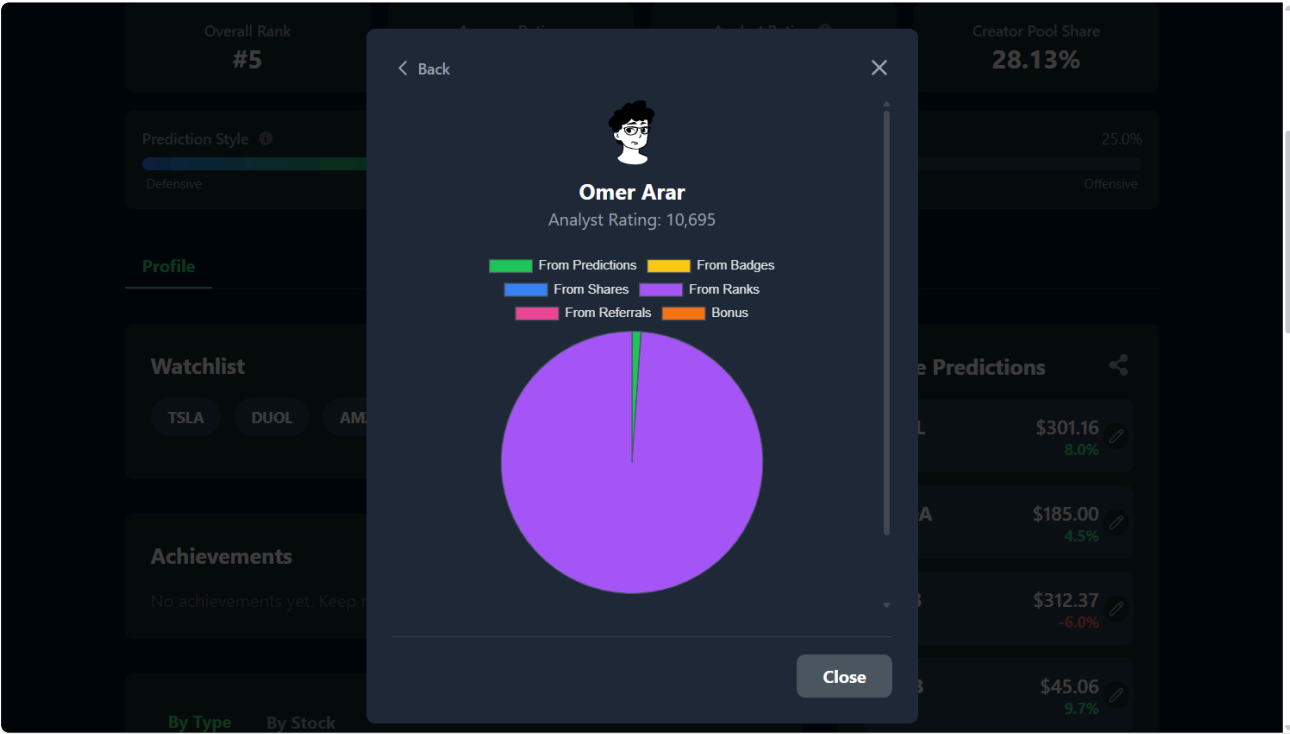 Overall Rank
#5
Creator Pool Share
28.13%
Back
Prediction Style
25.0%
Defensive
Offensive
Omer Arar
Analyst Rating: 10,695
Profile
From Predictions
From Badges
From Shares
From Ranks
From Referrals
Bonus
Watchlist
TSLA
DUOL
AM
e Predictions
L
$301.16
8.0%
A
$185.00
4.5%
$312.37
-6.0%
$45.06
9.7%
Achievements
No achievements yet. Keep
By Type
By Stock
Close